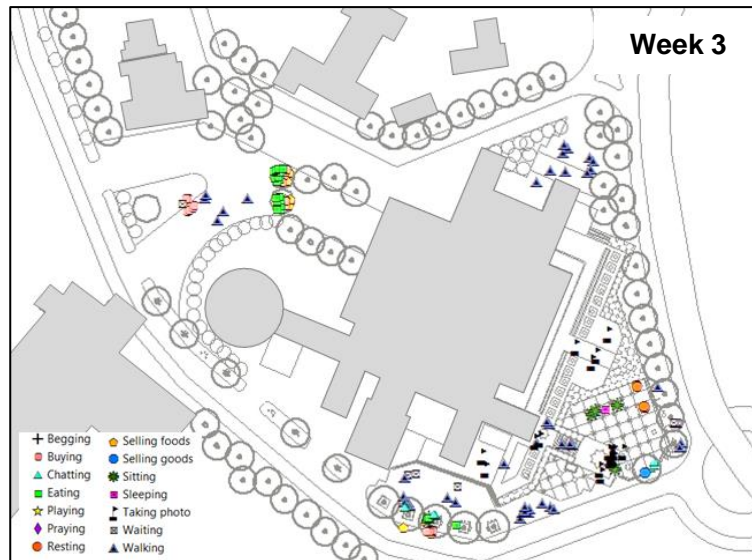 Week 3
Begging
Buying
Chatting
Eating
Playing
Praying
Resting
Selling foods
Selling goods
Sitting
Sleeping
Taking photo
Waiting
Walking